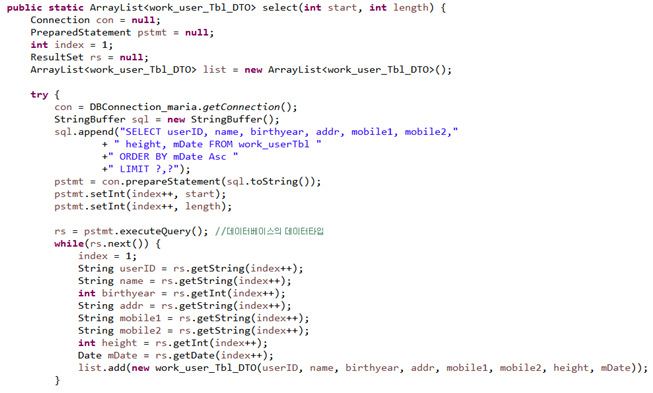 public static ArrayList<work_user_Tbl_DTO> select(int start, int length) {
    Connection con = null;
    PreparedStatement pstmt = null;
    int index = 1;
    ResultSet rs = null;
    ArrayList<work_user_Tbl_DTO> list = new ArrayList<work_user_Tbl_DTO>();

    try {
        con = DBConnection_maria.getConnection();
        StringBuffer sql = new StringBuffer();
        sql.append("SELECT userID, name, birthyear, addr, mobile1, mobile2,"
                + " height, mDate FROM work_userTbl "
                +" ORDER BY mDate Asc "
                +" LIMIT ?,?");
        pstmt = con.prepareStatement(sql.toString());
        pstmt.setInt(index++, start);
        pstmt.setInt(index++, length);

        rs = pstmt.executeQuery(); //데이터베이스의 데이터타입
        while(rs.next()) {
            index = 1;
            String userID = rs.getString(index++);
            String name = rs.getString(index++);
            int birthyear = rs.getInt(index++);
            String addr = rs.getString(index++);
            String mobile1 = rs.getString(index++);
            String mobile2 = rs.getString(index++);
            int height = rs.getInt(index++);
            Date mDate = rs.getDate(index++);
            list.add(new work_user_Tbl_DTO(userID, name, birthyear, addr, mobile1, mobile2, height, mDate));
        }